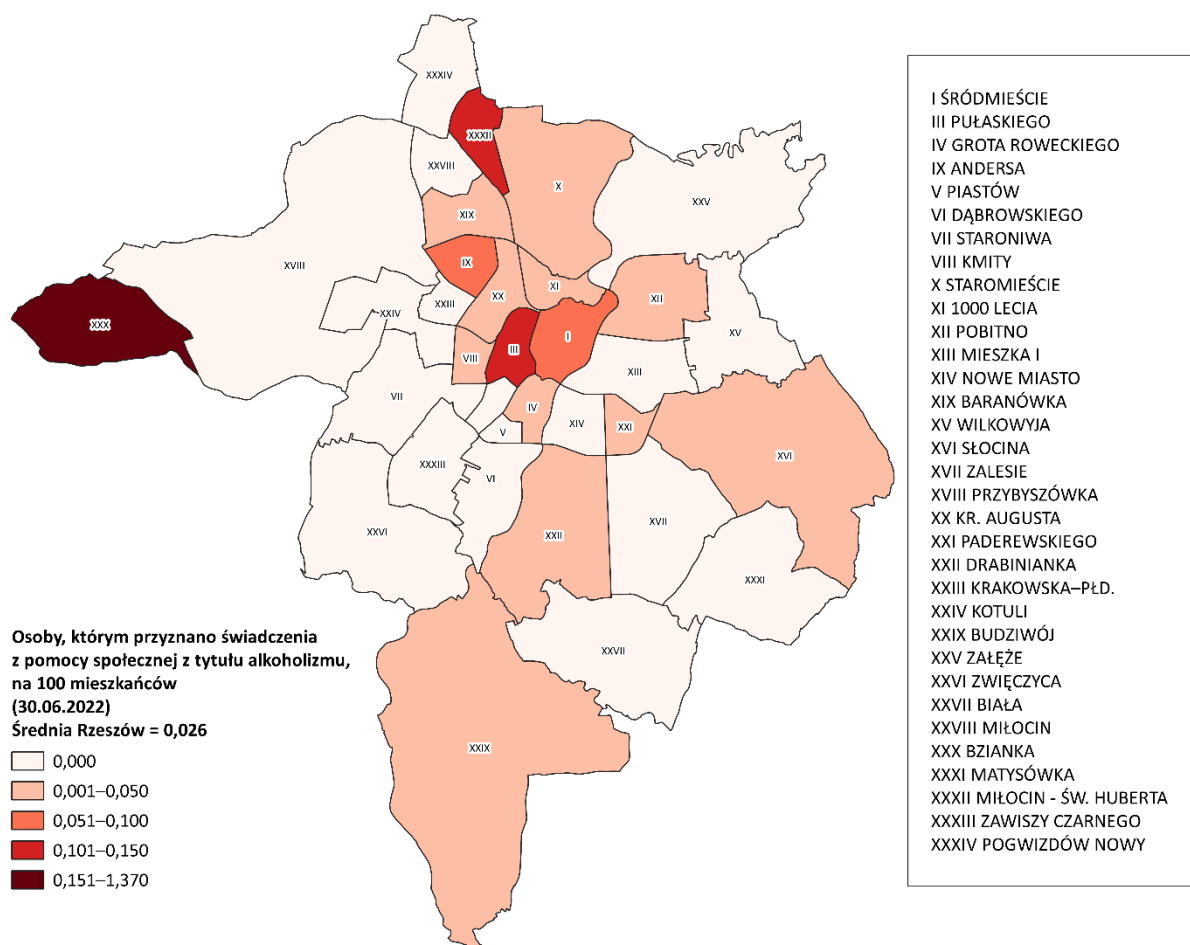 XXXIV
XXXII
XXVIII
X
XXV
XIX
XVIII
IX
XI
XX
XII
XXX
XXIII
XXIV
I
XV
III
VIII
XIII
VII
IV
V
XIV
XXI
XVI
XXXIII
VI
XVII
XXVI
XXII
XXXI
XXVII
XXIX
I ŚRÓDMIEŚCIE
III PUŁASKIEGO
IV GROTA ROWECKIEGO
IX ANDERSA
V PIASTÓW
VI DĄBROWSKIEGO
VII STARONIWA
VIII KMITY
X STAROMIEŚCIE
XI 1000 LECIA
XII POBITNO
XIII MIESZKA I
XIV NOWE MIASTO
XIX BARANÓWKA
XV WILKOWYJA
XVI SŁOCINA
XVII ZALESIE
XVIII PRZYBYSZÓWKA
XX KR. AUGUSTA
XXI PADEREWSKIEGO
XXII DRABINIANKA
XXIII KRAKOWSKA–PŁD.
XXIV KOTULI
XXIX BUDZIWÓJ
XXV ZAŁĘŻE
XXVI ZWIĘCZYCA
XXVII BIAŁA
XXVIII MIŁOCIN
XXX BZIANKA
XXXI MATYSÓWKA
XXXII MIŁOCIN - ŚW. HUBERTA
XXXIII ZAWISZY CZARNEGO
XXXIV POGWIZDÓW NOWY
Osoby, którym przyznano świadczenia
z pomocy społecznej z tytułu alkoholizmu,
na 100 mieszkańców
(30.06.2022)
Średnia Rzeszów = 0,026
0,000
0,001–0,050
0,051–0,100
0,101–0,150
0,151–1,370